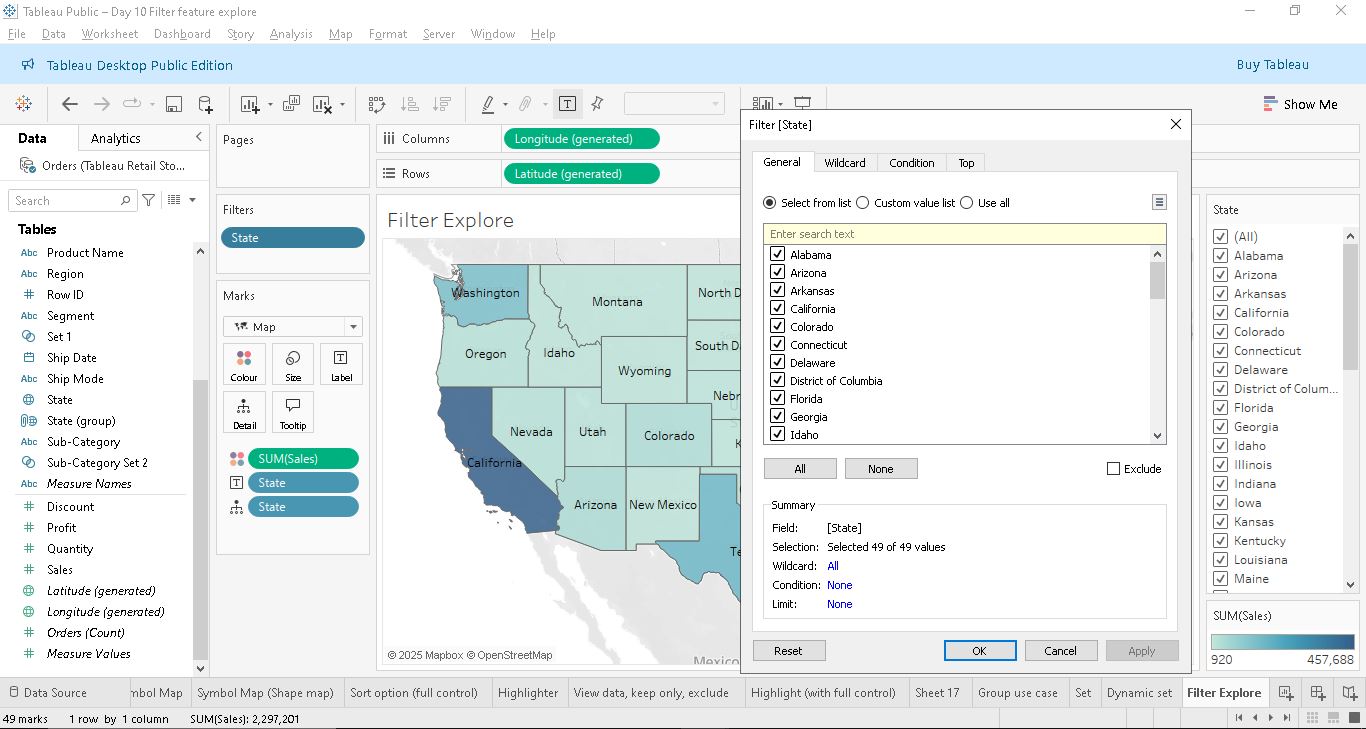 Tableau Public – Day 10 Filter feature explore
File Data Worksheet Dashboard Story Analysis Map Format Server Window Help
Tableau Desktop Public Edition
Buy Tableau
Show Me
Data Analytics
Orders (Tableau Retail Sto...
Search
Tables
Abc Product Name
Abc Region
# Row ID
Abc Segment
Set 1
Ship Date
Abc Ship Mode
State
State (group)
Abc Sub-Category
Sub-Category Set 2
Abc Measure Names
# Discount
# Profit
# Quantity
# Sales
Latitude (generated)
Longitude (generated)
# Orders (Count)
# Measure Values
Pages
Filters
State
Marks
Map
Colour Size Label
Detail Tooltip
SUM(Sales)
State
State
Columns Longitude (generated)
Rows Latitude (generated)
Filter Explore
Washington
Montana
North D
Oregon
Idaho
South D
Wyoming
Nebr
Nevada
Utah
Colorado
K
California
Arizona
New Mexico
Te
Mexico
© 2025 Mapbox © OpenStreetMap
Filter [State]
General Wildcard Condition Top
Select from list Custom value list Use all
Enter search text
Alabama
Arizona
Arkansas
California
Colorado
Connecticut
Delaware
District of Columbia
Florida
Georgia
Idaho
All None Exclude
Summary
Field: [State]
Selection: Selected 49 of 49 values
Wildcard: All
Condition: None
Limit: None
Reset OK Cancel Apply
State
(All)
Alabama
Arizona
Arkansas
California
Colorado
Connecticut
Delaware
District of Colum...
Florida
Georgia
Idaho
Illinois
Indiana
Iowa
Kansas
Kentucky
Louisiana
Maine
SUM(Sales)
920 457,688
Data Source mbol Map Symbol Map (Shape map) Sort option (full control) Highlighter View data, keep only, exclude Highlight (with full control) Sheet 17 Group use case Set Dynamic set Filter Explore
49 marks 1 row by 1 column SUM(Sales): 2,297,201